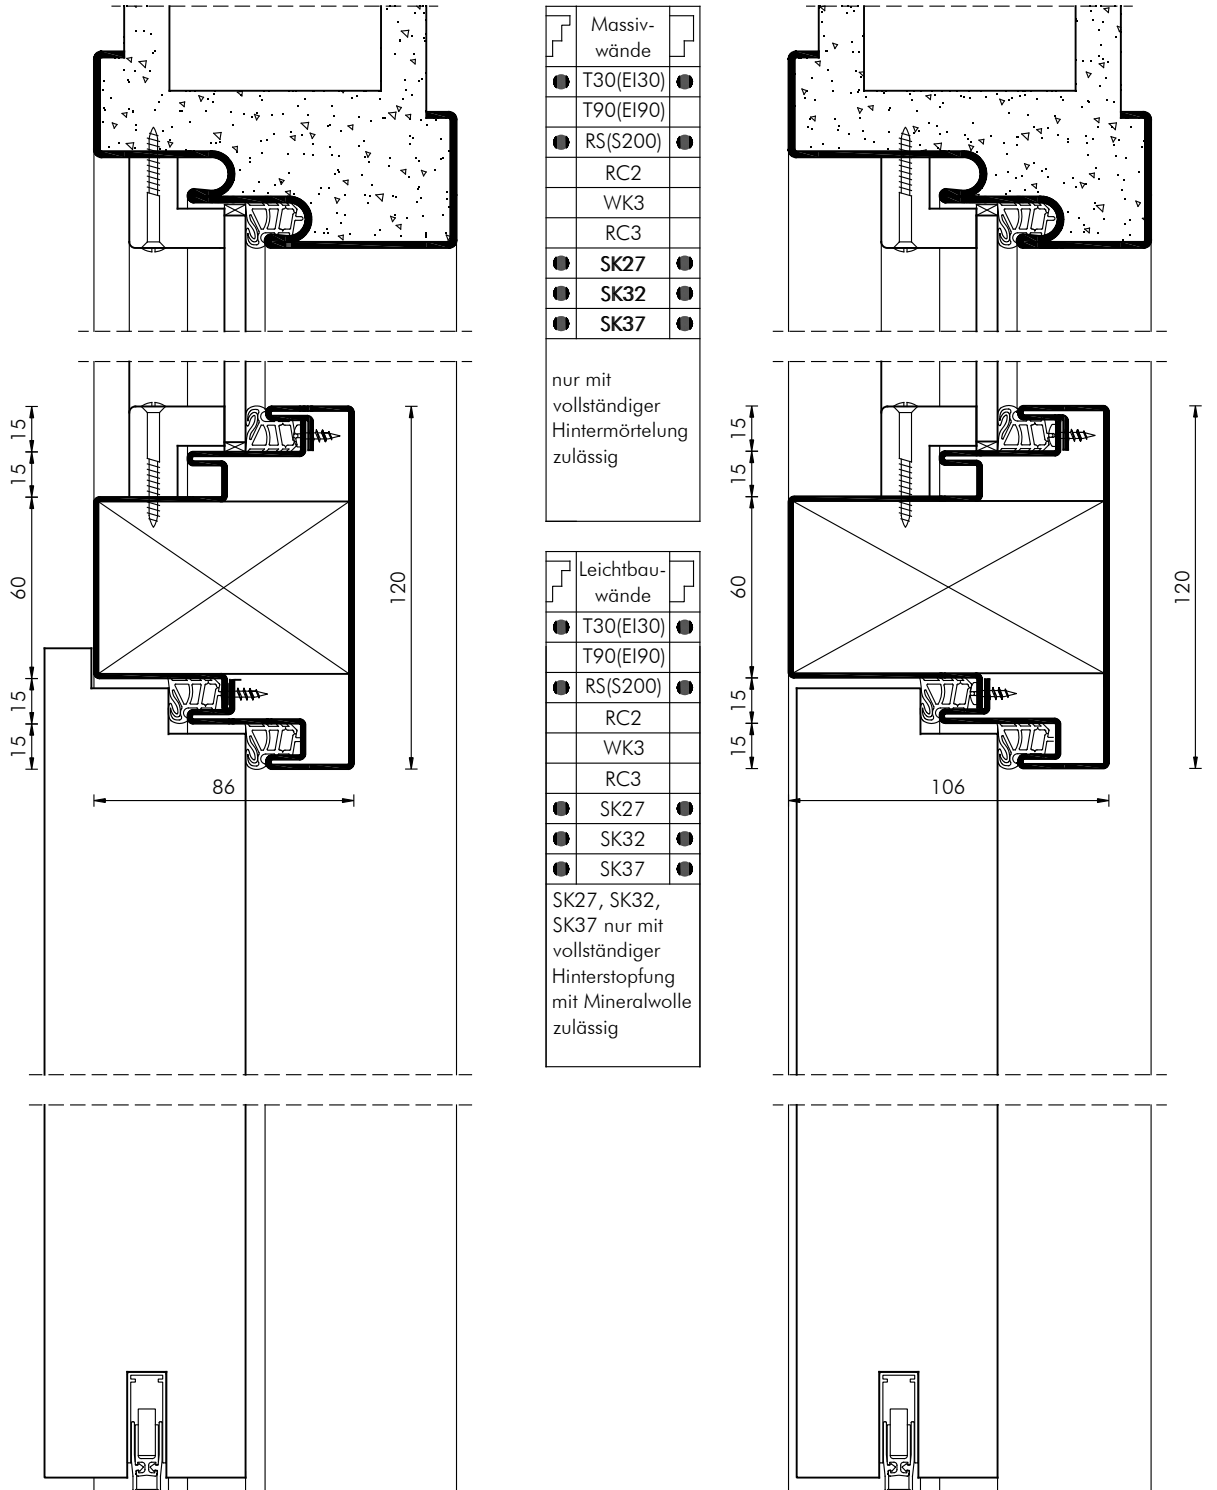 Massiv-
wände
T30(EI30)
T90(EI90)
RS(S200)
RC2
WK3
RC3
SK27
SK32
SK37
nur mit
vollständiger
Hintermörtelung
zulässig
Leichtbau-
wände
T30(EI30)
T90(EI90)
RS(S200)
RC2
WK3
RC3
SK27
SK32
SK37
SK27, SK32,
SK37 nur mit
vollständiger
Hinterstopfung
mit Mineralwolle
zulässig
15
15
60
15
15
120
86
15
15
60
15
15
120
106